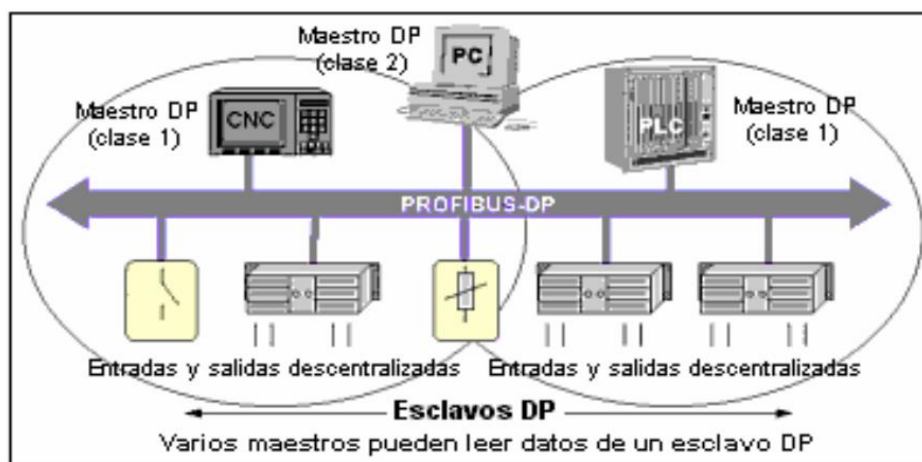 Maestro DP
(clase 2)
PC
Maestro DP
(clase 1)
CNC
PLC
Maestro DP
(clase 1)
PROFIBUS-DP
Entradas y salidas descentralizadas
Entradas y salidas descentralizadas
Esclavos DP
Varios maestros pueden leer datos de un esclavo DP